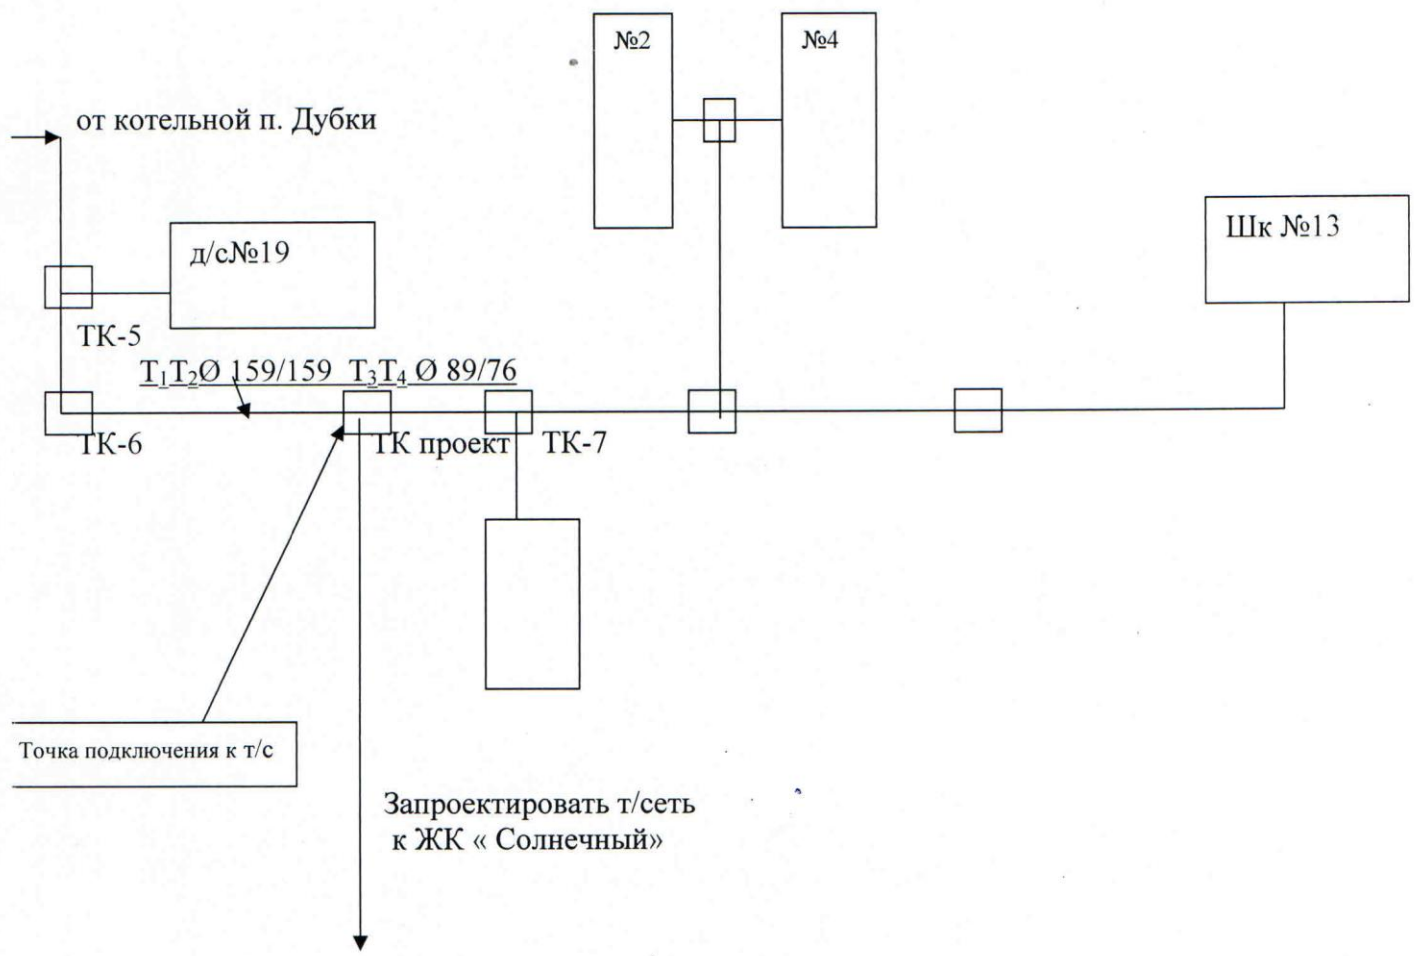 №2
№4
от котельной п. Дубки
Шк №13
д/с№19
ТК-5
Т₁Т₂Ø 159/159 Т₃Т₄ Ø 89/76
ТК-6
ТК проект
ТК-7
Точка подключения к т/с
Запроектировать т/сеть
к ЖК « Солнечный»